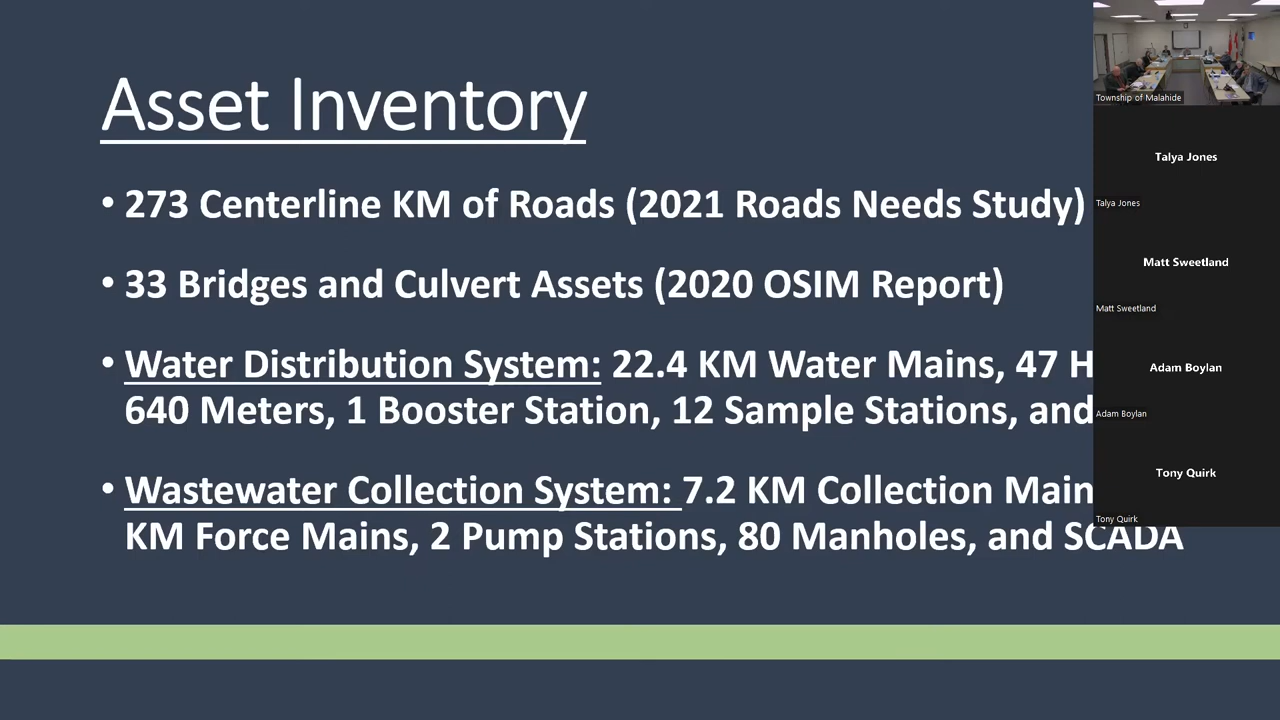 Asset Inventory
• 273 Centerline KM of Roads (2021 Roads Needs Study)
• 33 Bridges and Culvert Assets (2020 OSIM Report)
• Water Distribution System: 22.4 KM Water Mains, 47 H
640 Meters, 1 Booster Station, 12 Sample Stations, and
• Wastewater Collection System: 7.2 KM Collection Main
KM Force Mains, 2 Pump Stations, 80 Manholes, and SCADA
Township of Malahide
Talya Jones
Talya Jones
Matt Sweetland
Matt Sweetland
Adam Boylan
Adam Boylan
Tony Quirk
Tony Quirk